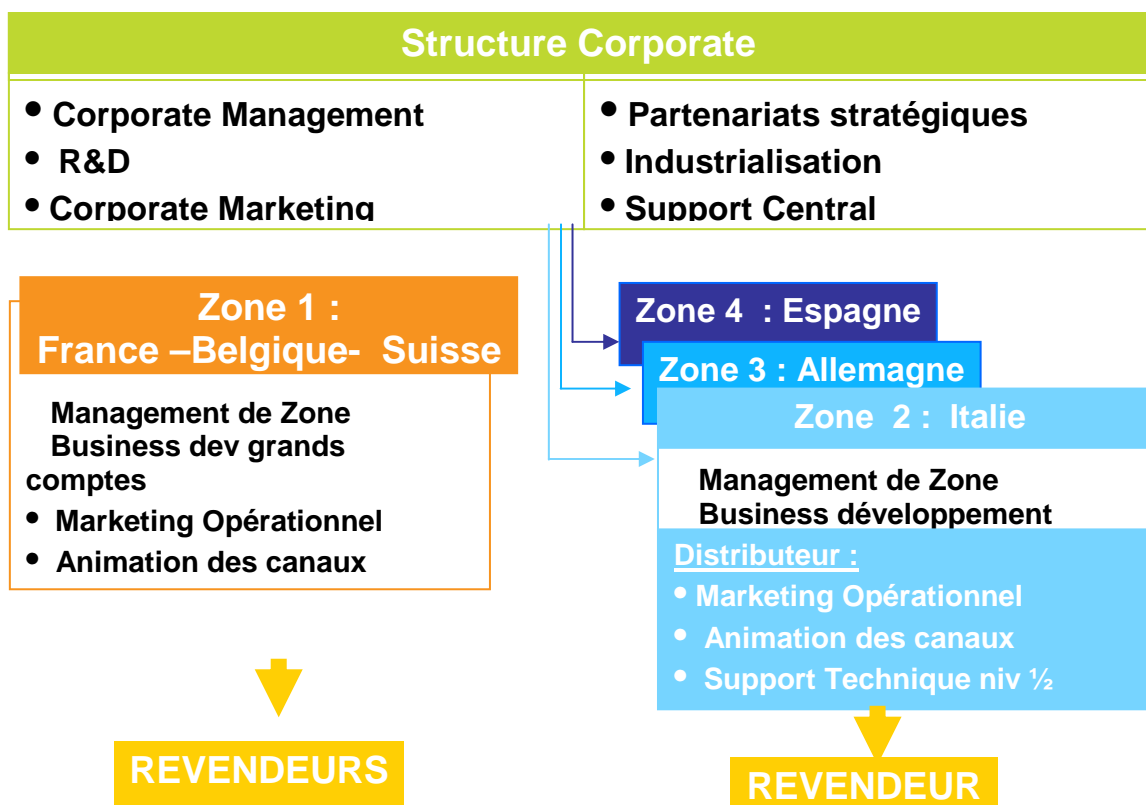 Structure Corporate
• Corporate Management
• R&D
• Corporate Marketing
• Partenariats stratégiques
• Industrialisation
• Support Central
Zone 1 :
France –Belgique- Suisse
Management de Zone
Business dev grands
comptes
• Marketing Opérationnel
• Animation des canaux
REVENDEURS
Zone 4 : Espagne
Zone 3 : Allemagne
Zone 2 : Italie
Management de Zone
Business développement
Distributeur :
• Marketing Opérationnel
• Animation des canaux
• Support Technique niv ½
REVENDEUR